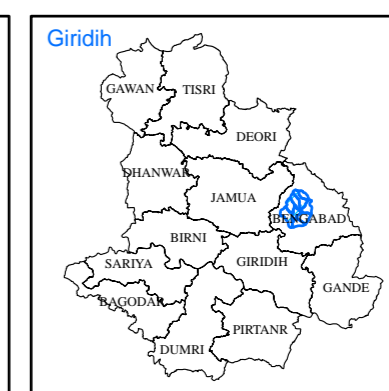 Giridih
GAWAN
TISRI
DEORI
DHANWAR
JAMUA
BENGABAD
BIRNI
SARIYA
GIRIDIH
GANDE
BAGODAR
PIRTANR
DUMRI